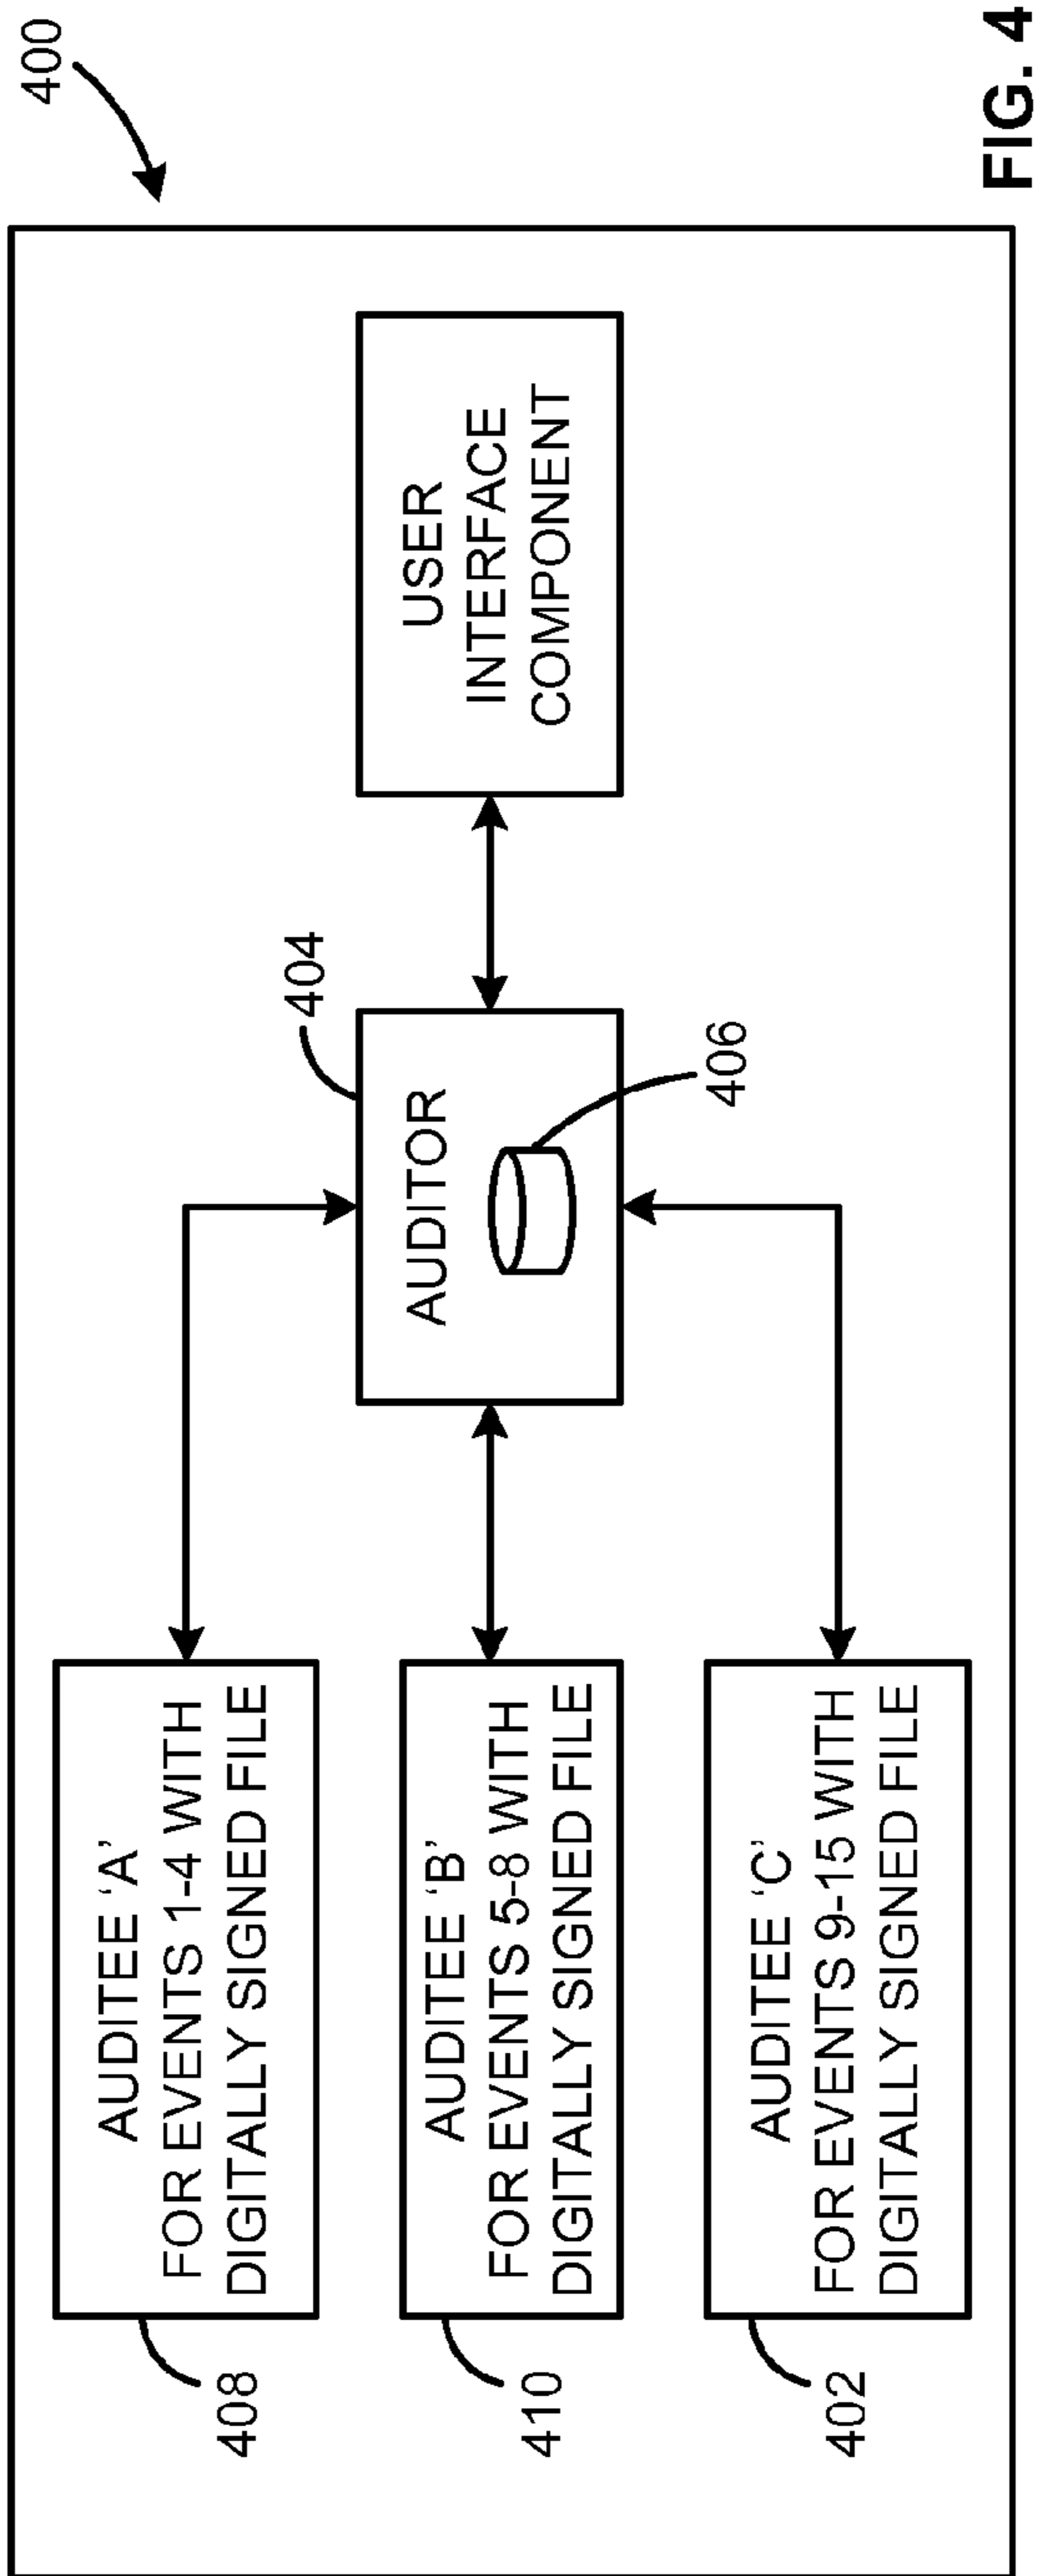 400
AUDITEE ‘A’
FOR EVENTS 1-4 WITH
DIGITALLY SIGNED FILE
408
AUDITEE ‘B’
FOR EVENTS 5-8 WITH
DIGITALLY SIGNED FILE
410
AUDITEE ‘C’
FOR EVENTS 9-15 WITH
DIGITALLY SIGNED FILE
402
404
AUDITOR
406
USER
INTERFACE
COMPONENT
FIG. 4